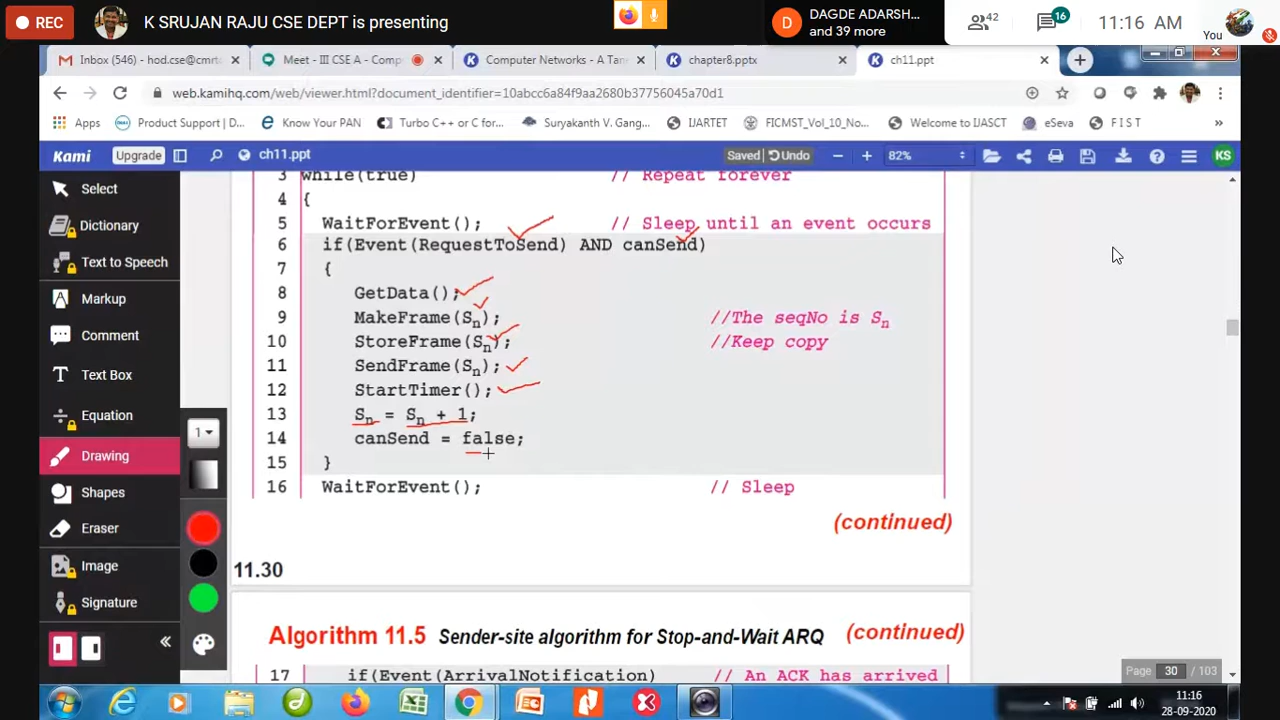 REC
K SRUJAN RAJU CSE DEPT is presenting
D
DAGDE ADARSH...
and 39 more
42
16
11:16 AM
You
Inbox (546) - hod.cse@cmrt
Meet - III CSE A - Comp
Computer Networks - A Tan
chapter8.pptx
ch11.ppt
web.kamihq.com/web/viewer.html?document_identifier=10abcc6a84f9aa2680b37756045a70d1
Apps
Product Support | D...
Know Your PAN
Turbo C++ or C for...
Suryakanth V. Gang...
IJARTET
FICMST_Vol_10_No...
Welcome to IJASCT
eSeva
F I S T
»
Kami
Upgrade
ch11.ppt
Saved | Undo
82%
KS
Select
Dictionary
Text to Speech
Markup
Comment
Text Box
Equation
Drawing
Shapes
Eraser
Image
Signature
1
3 while(true) // Repeat forever
4 {
5 WaitForEvent(); // Sleep until an event occurs
6 if(Event(RequestToSend) AND canSend)
7 {
8 GetData();
9 MakeFrame(Sn); //The seqNo is Sn
10 StoreFrame(Sn); //Keep copy
11 SendFrame(Sn);
12 StartTimer();
13 Sn = Sn + 1;
14 canSend = false;
15 }
16 WaitForEvent(); // Sleep
(continued)
11.30
Algorithm 11.5 Sender-site algorithm for Stop-and-Wait ARQ (continued)
17 if(Event(ArrivalNotification) // An ACK has arrived
Page 30 / 103
11:16
28-09-2020